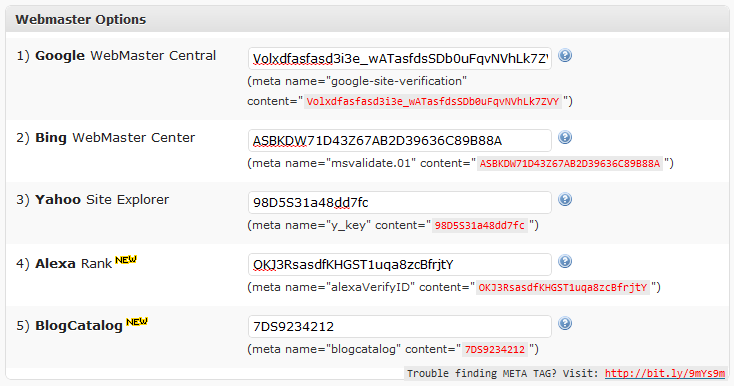 Webmaster Options
1) Google WebMaster Central
Volxdfasfasd3i3e_wATasfdsSDb0uFqvNVhLk7ZV
(meta name="google-site-verification"
content="Volxdfasfasd3i3e_wATasfdsSDb0uFqvNVhLk7ZVY")
2) Bing WebMaster Center
ASBKDW71D43Z67AB2D39636C89B88A
(meta name="msvalidate.01" content="ASBKDW71D43Z67AB2D39636C89B88A")
3) Yahoo Site Explorer
98D5S31a48dd7fc
(meta name="y_key" content="98D5S31a48dd7fc")
4) Alexa Rank NEW
OKJ3RsasdfKHGST1uqa8zcBfrjtY
(meta name="alexaVerifyID" content="OKJ3RsasdfKHGST1uqa8zcBfrjtY")
5) BlogCatalog NEW
7DS9234212
(meta name="blogcatalog" content="7DS9234212")
Trouble finding META TAG? Visit: http://bit.ly/9mYs9m